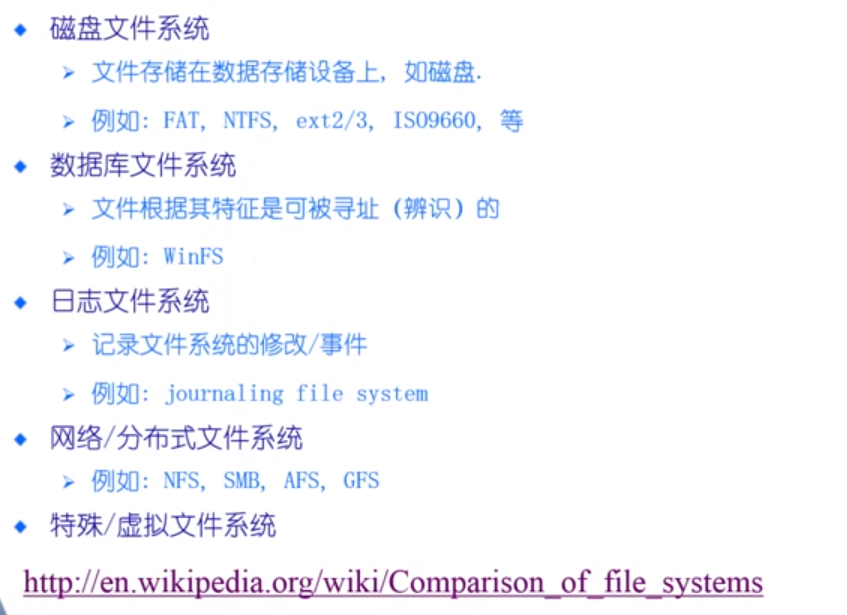 磁盘文件系统
文件存储在数据存储设备上, 如磁盘.
例如: FAT, NTFS, ext2/3, ISO9660, 等
数据库文件系统
文件根据其特征是可被寻址（辨识）的
例如: WinFS
日志文件系统
记录文件系统的修改/事件
例如: journaling file system
网络/分布式文件系统
例如: NFS, SMB, AFS, GFS
特殊/虚拟文件系统
http://en.wikipedia.org/wiki/Comparison_of_file_systems